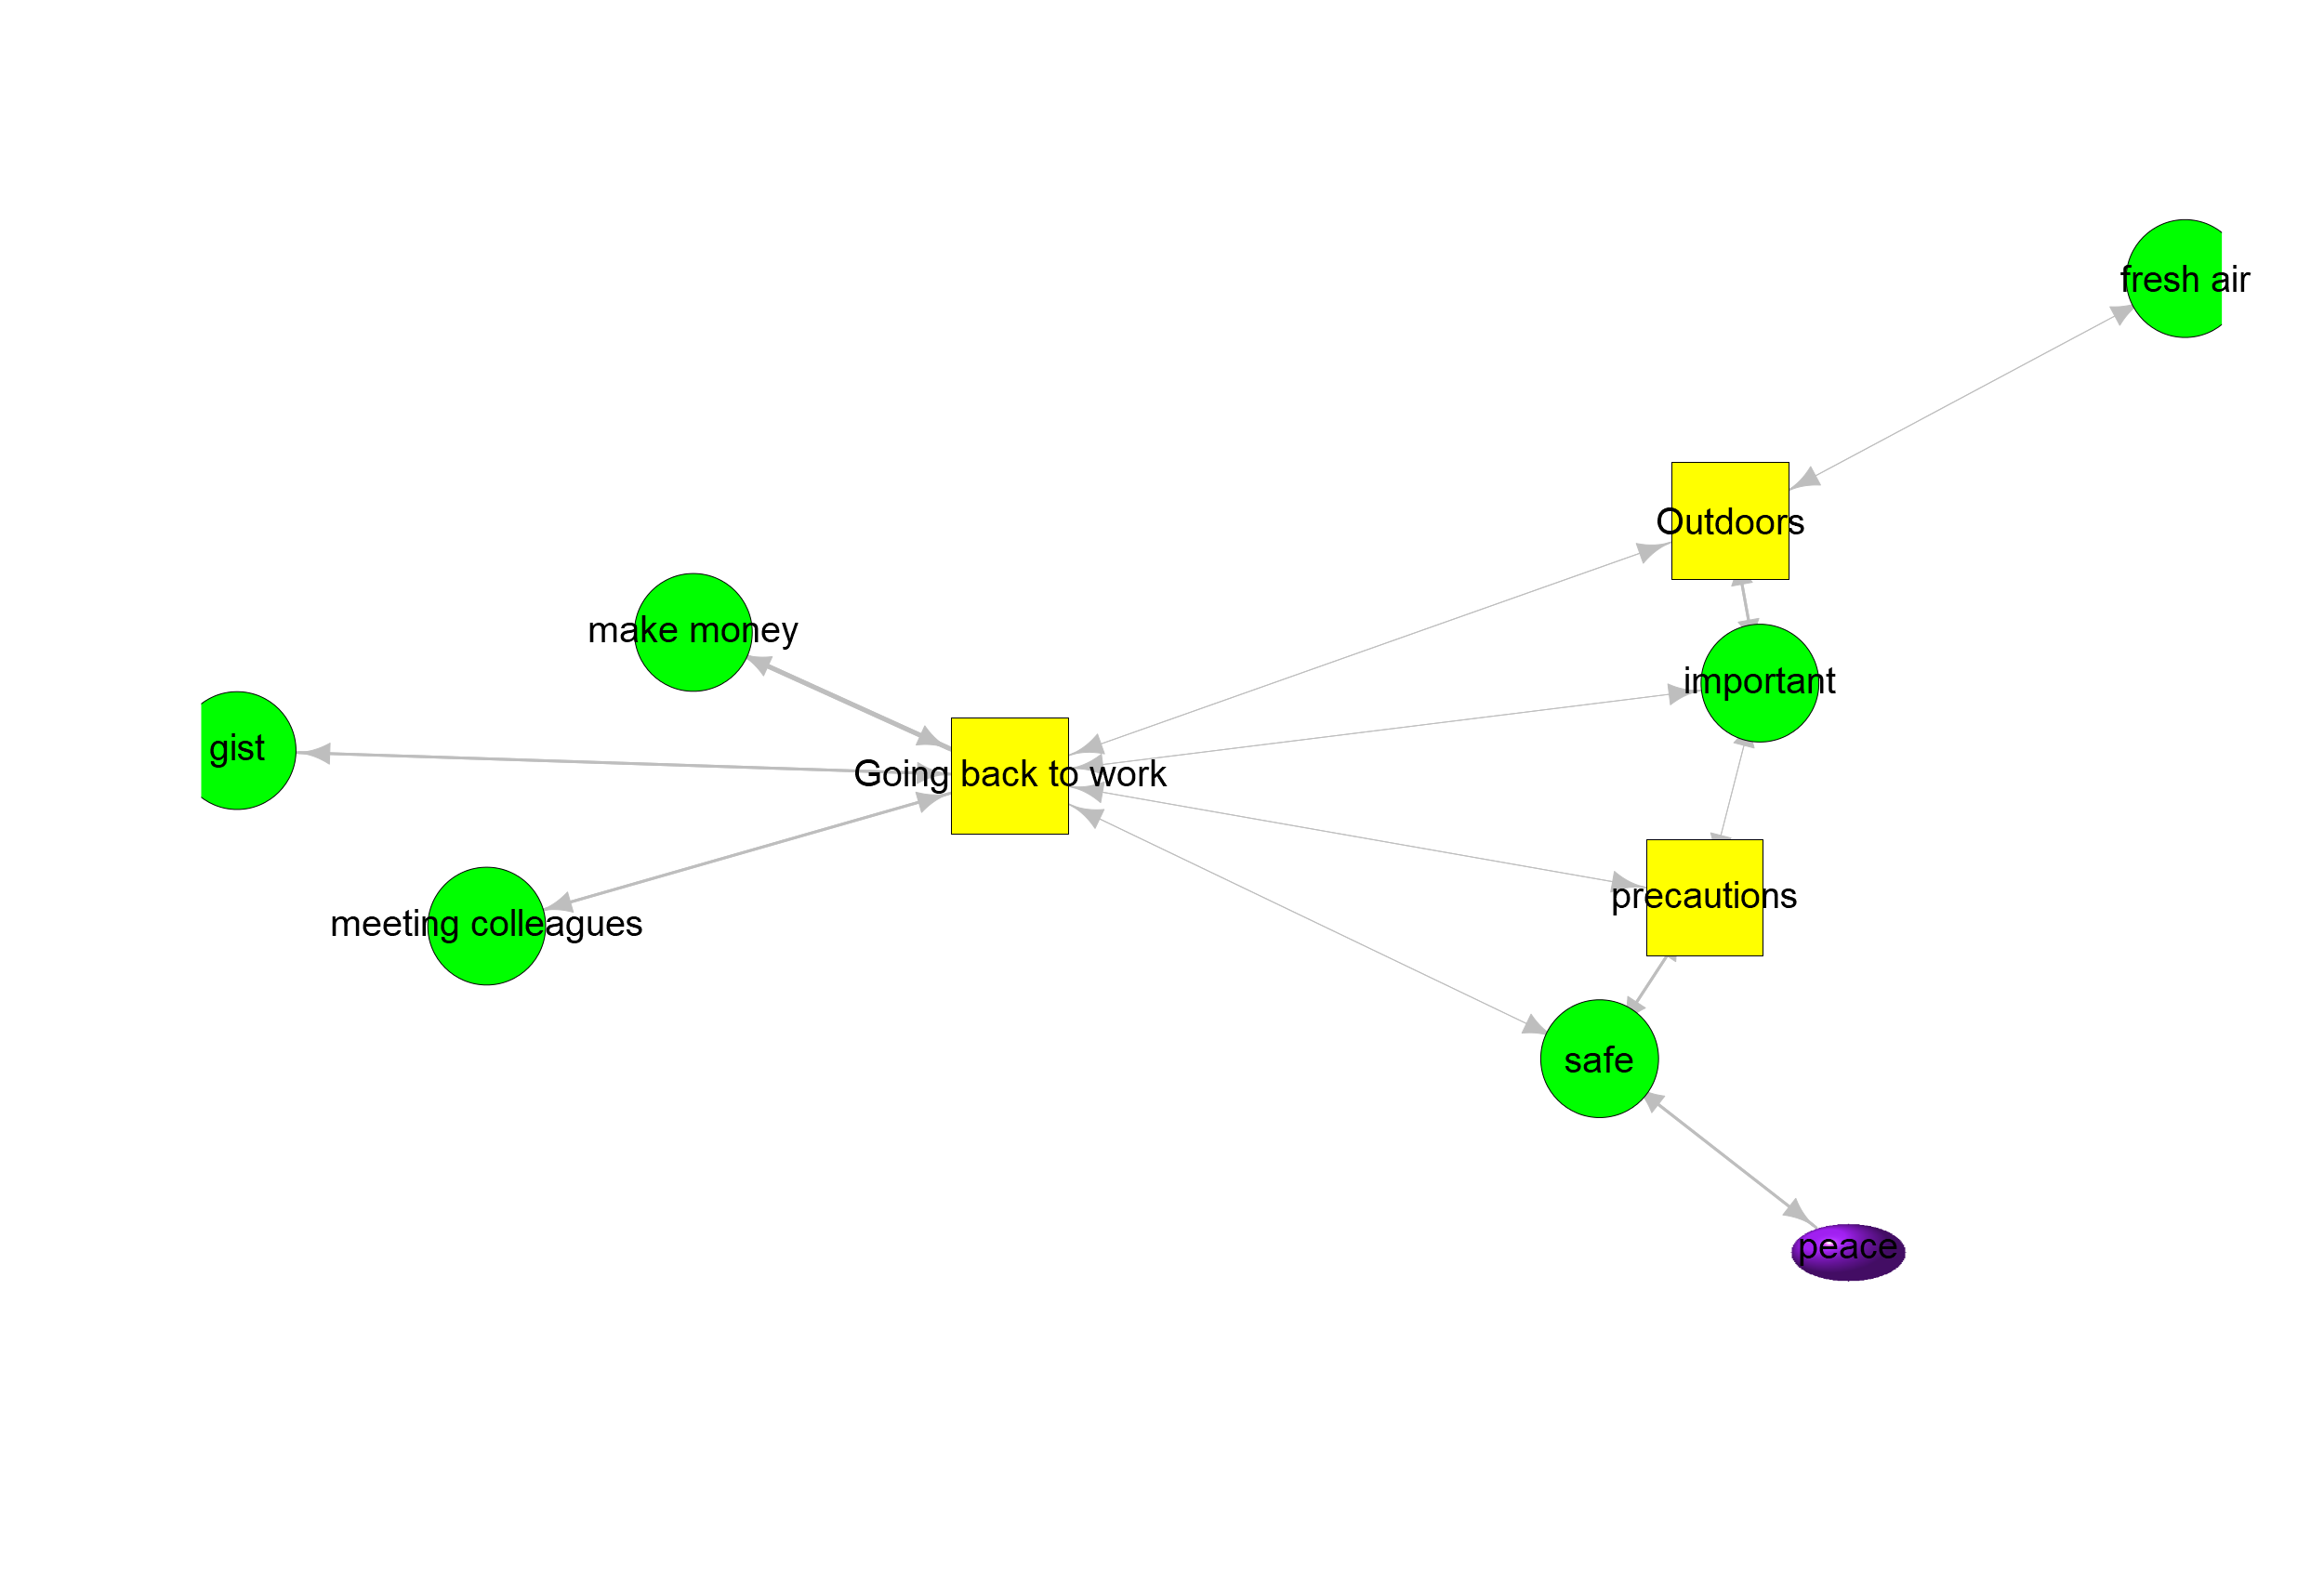 fresh air
Outdoors
make money
important
gist
Going back to work
precautions
meeting colleagues
safe
peace